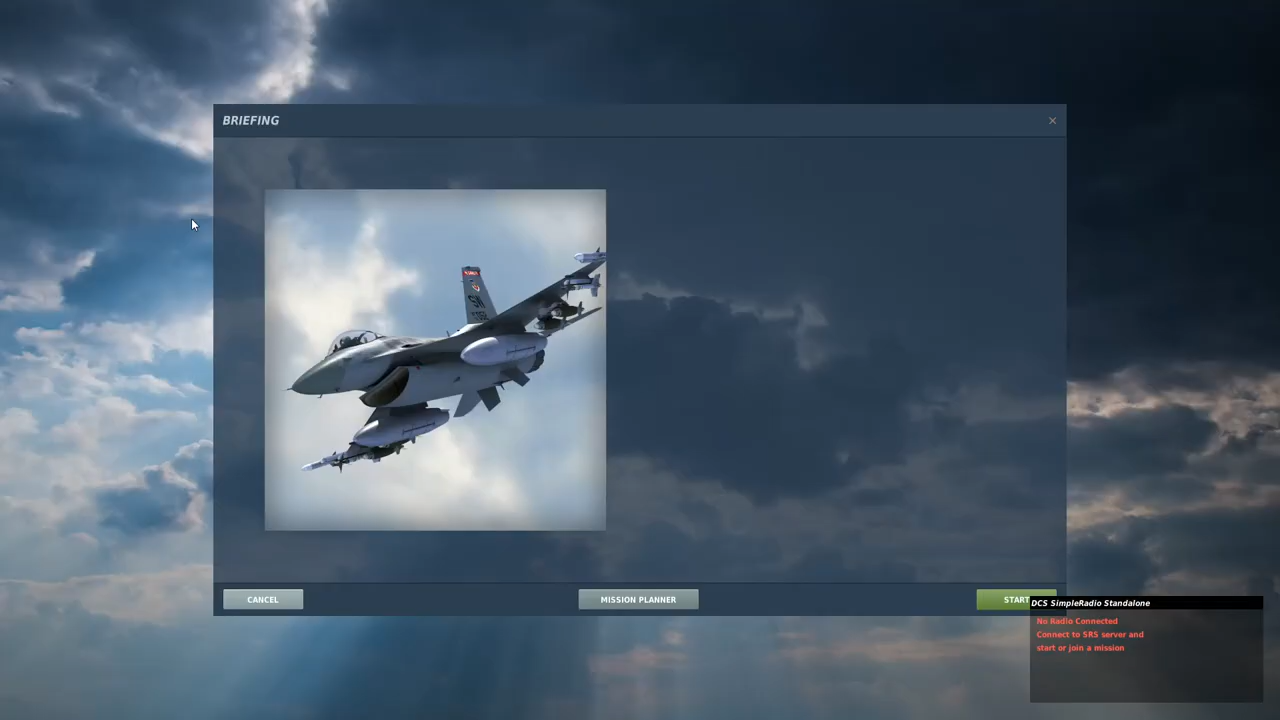 BRIEFING
SW
CANCEL
MISSION PLANNER
START
DCS SimpleRadio Standalone
No Radio Connected
Connect to SRS server and
start or join a mission